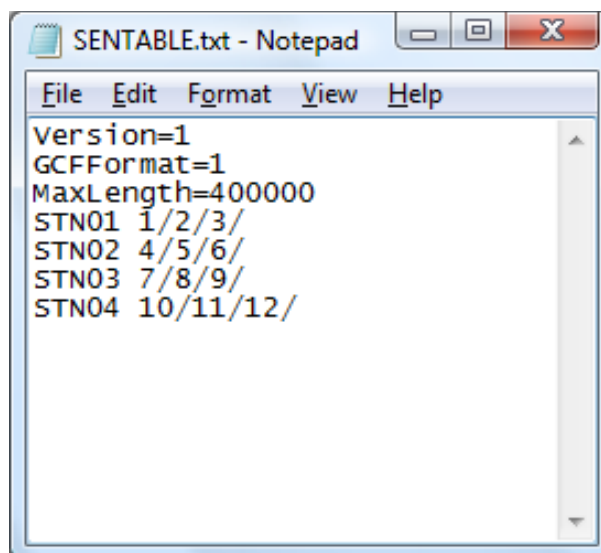 SENTABLE.txt - Notepad
File Edit Format View Help
Version=1
GCFFormat=1
MaxLength=400000
STN01 1/2/3/
STN02 4/5/6/
STN03 7/8/9/
STN04 10/11/12/